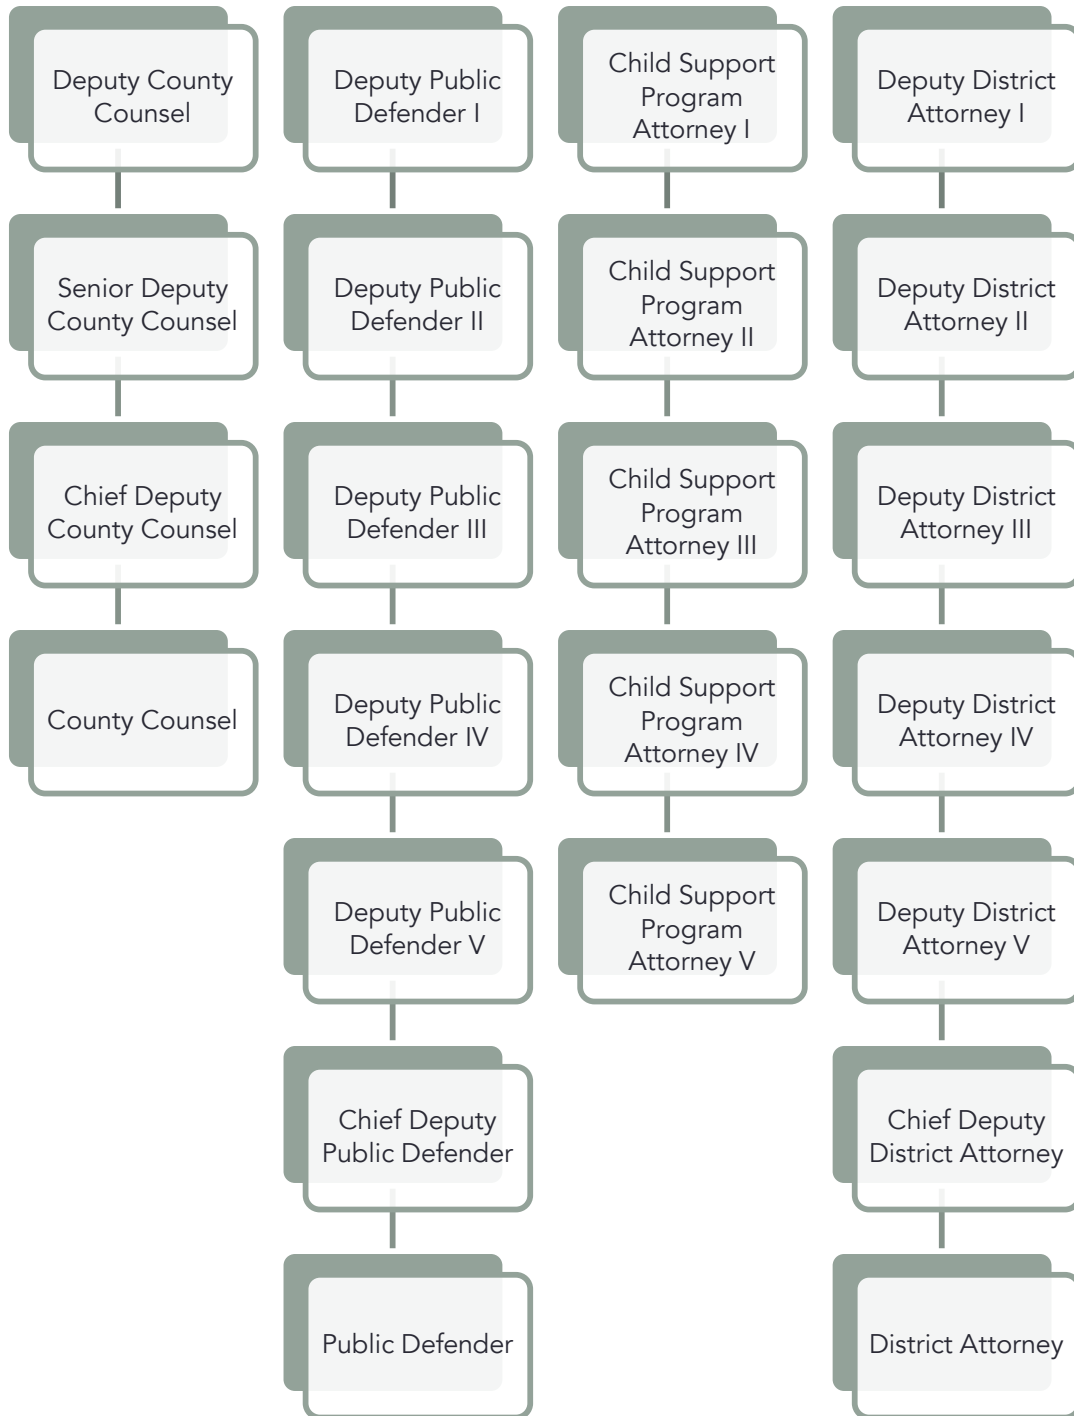 Deputy County
Counsel
Senior Deputy
County Counsel
Chief Deputy
County Counsel
County Counsel
Deputy Public
Defender I
Deputy Public
Defender II
Deputy Public
Defender III
Deputy Public
Defender IV
Deputy Public
Defender V
Chief Deputy
Public Defender
Public Defender
Child Support
Program
Attorney I
Child Support
Program
Attorney II
Child Support
Program
Attorney III
Child Support
Program
Attorney IV
Child Support
Program
Attorney V
Deputy District
Attorney I
Deputy District
Attorney II
Deputy District
Attorney III
Deputy District
Attorney IV
Deputy District
Attorney V
Chief Deputy
District Attorney
District Attorney